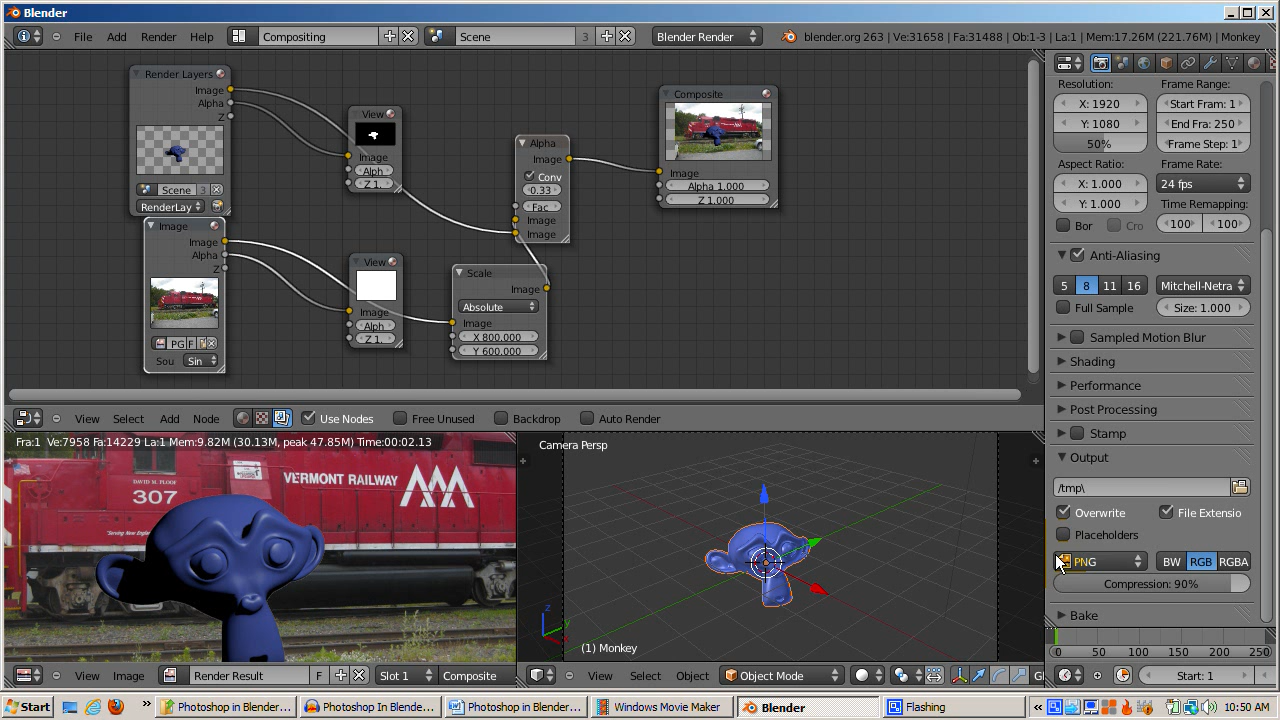 Blender
File Add Render Help Compositing Scene 3 Blender Render blender.org 263 | Ve:31658 | Fa:31488 | Ob:1-3 | La:1 | Mem:17.26M (221.76M) | Monkey
Render Layers
Image
Alpha
Z
Scene 3
RenderLay
View
Image
Alph
Z 1.
Alpha
Image
Conv
0.33
Fac
Image
Image
Composite
Image
Alpha 1.000
Z 1.000
Image
Image
Alpha
Z
PG F
Sou Sin
View
Image
Alph
Z 1.
Scale
Image
Absolute
Image
X 800.000
Y 600.000
View Select Add Node Use Nodes Free Unused Backdrop Auto Render
Fra:1 Ve:7958 Fa:14229 La:1 Mem:9.82M (30.13M, peak 47.85M) Time:00:02.13
DAVID M. PLOOF
307
VERMONT RAILWAY
"Serving New England
View Image Render Result F Slot 1 Composite
Camera Persp
z
y
x
(1) Monkey
View Select Object Object Mode G
Resolution: Frame Range:
X: 1920 Start Fram: 1
Y: 1080 End Fra: 250
50% Frame Step: 1
Aspect Ratio: Frame Rate:
X: 1.000 24 fps
Y: 1.000 Time Remapping:
Bor Cro 100 100
Anti-Aliasing
5 8 11 16 Mitchell-Netra
Full Sample Size: 1.000
Sampled Motion Blur
Shading
Performance
Post Processing
Stamp
Output
/tmp\
Overwrite File Extensio
Placeholders
PNG BW RGB RGBA
Compression: 90%
Bake
0 50 100 150 200 250
Start: 1
Start Photoshop in Blender... Photoshop In Blende... Photoshop in Blender... Windows Movie Maker Blender Flashing 10:50 AM